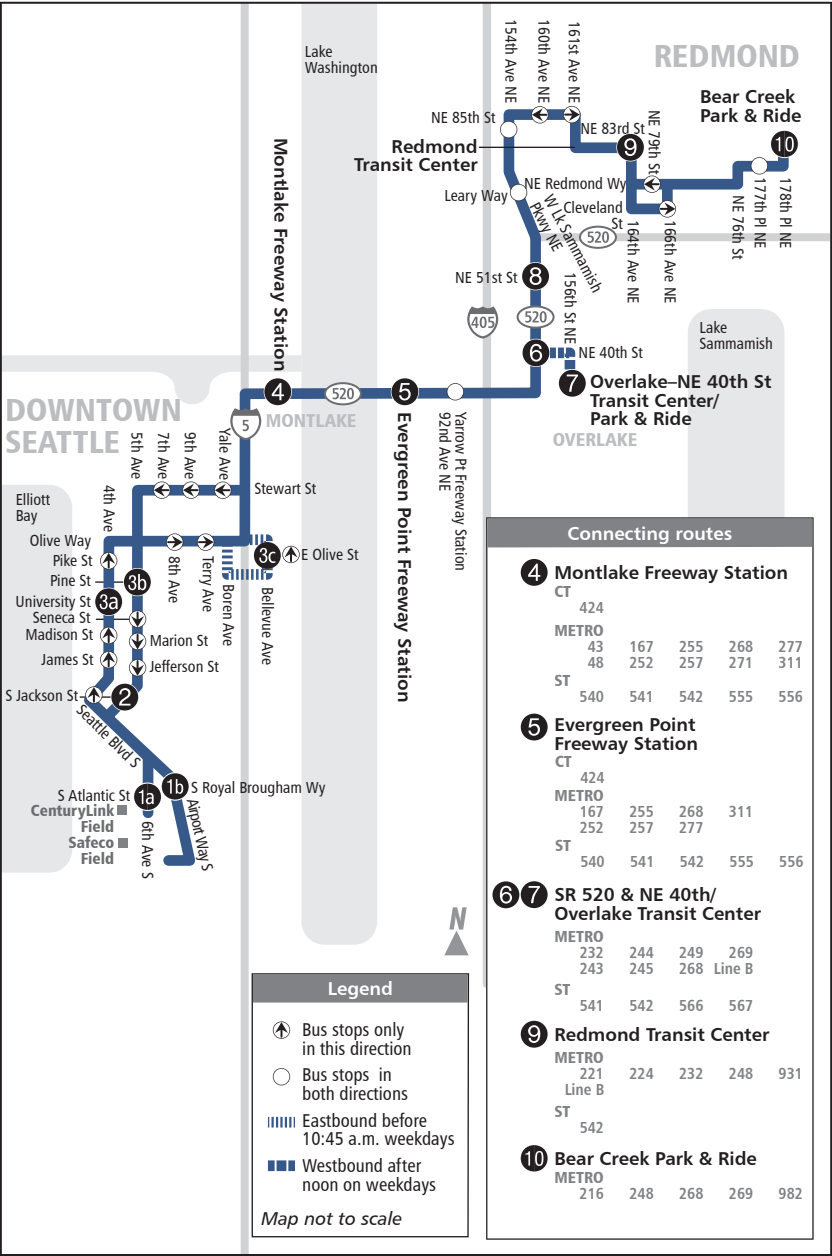 Lake
Washington
REDMOND
154th Ave NE
160th Ave NE
161st Ave NE
Bear Creek
Park & Ride
NE 85th St
NE 83rd St
NE 79th St
9
10
Redmond
Transit Center
Montlake Freeway Station
NE Redmond Wy
Leary Way
Cleveland
St
W Lk Sammamish
Pkwy NE
520
164th Ave NE
166th Ave NE
NE 76th St
177th Pl NE
178th Pl NE
NE 51st St
8
156th St NE
405
520
Lake
Sammamish
6
NE 40th St
7
Overlake–NE 40th St
Transit Center/
Park & Ride
OVERLAKE
4
520
5
DOWNTOWN
SEATTLE
5
MONTLAKE
Evergreen Point Freeway Station
Yarrow Pt Freeway Station
92nd Ave NE
5th Ave
7th Ave
9th Ave
Yale Ave
Stewart St
Elliott
Bay
4th Ave
Olive Way
3c
E Olive St
Pike St
Pine St
3b
8th Ave
Terry Ave
Boren Ave
Bellevue Ave
University St
3a
Seneca St
Madison St
Marion St
James St
Jefferson St
S Jackson St
2
Seattle Blvd S
S Atlantic St
1a
1b
S Royal Brougham Wy
CenturyLink
Field
Safeco
Field
6th Ave S
Airport Way S
N
Legend
Bus stops only
in this direction
Bus stops in
both directions
Eastbound before
10:45 a.m. weekdays
Westbound after
noon on weekdays
Map not to scale
Connecting routes
4 Montlake Freeway Station
CT
424
METRO
43 167 255 268 277
48 252 257 271 311
ST
540 541 542 555 556
5 Evergreen Point
Freeway Station
CT
424
METRO
167 255 268 311
252 257 277
ST
540 541 542 555 556
6 7 SR 520 & NE 40th/
Overlake Transit Center
METRO
232 244 249 269
243 245 268 Line B
ST
541 542 566 567
9 Redmond Transit Center
METRO
221 224 232 248 931
Line B
ST
542
10 Bear Creek Park & Ride
METRO
216 248 268 269 982